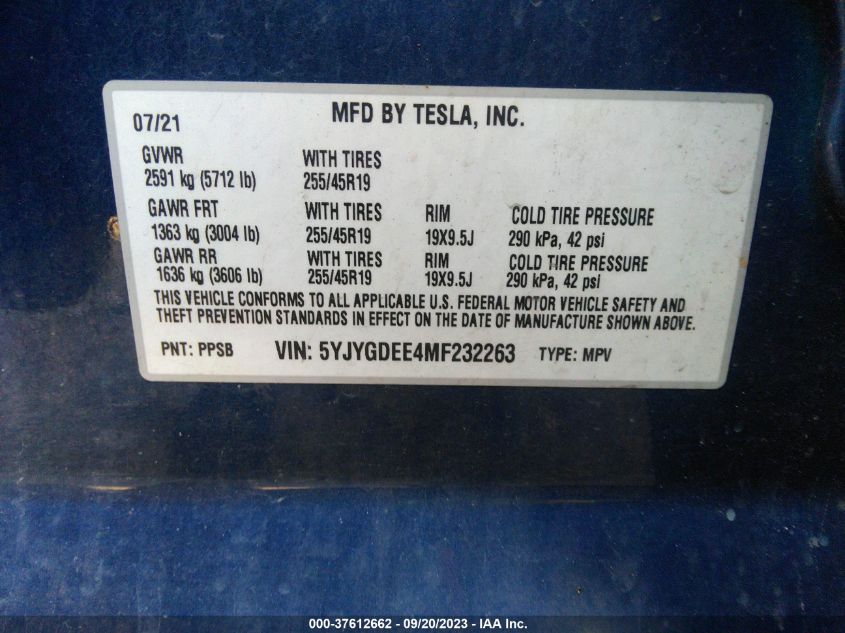 07/21 MFD BY TESLA, INC.
GVWR WITH TIRES
2591 kg (5712 lb) 255/45R19
GAWR FRT WITH TIRES RIM COLD TIRE PRESSURE
1363 kg (3004 lb) 255/45R19 19X9.5J 290 kPa, 42 psi
GAWR RR WITH TIRES RIM COLD TIRE PRESSURE
1636 kg (3606 lb) 255/45R19 19X9.5J 290 kPa, 42 psi
THIS VEHICLE CONFORMS TO ALL APPLICABLE U.S. FEDERAL MOTOR VEHICLE SAFETY AND
THEFT PREVENTION STANDARDS IN EFFECT ON THE DATE OF MANUFACTURE SHOWN ABOVE.
PNT: PPSB VIN: 5YJYGDEE4MF232263 TYPE: MPV
000-37612662 - 09/20/2023 - IAA Inc.